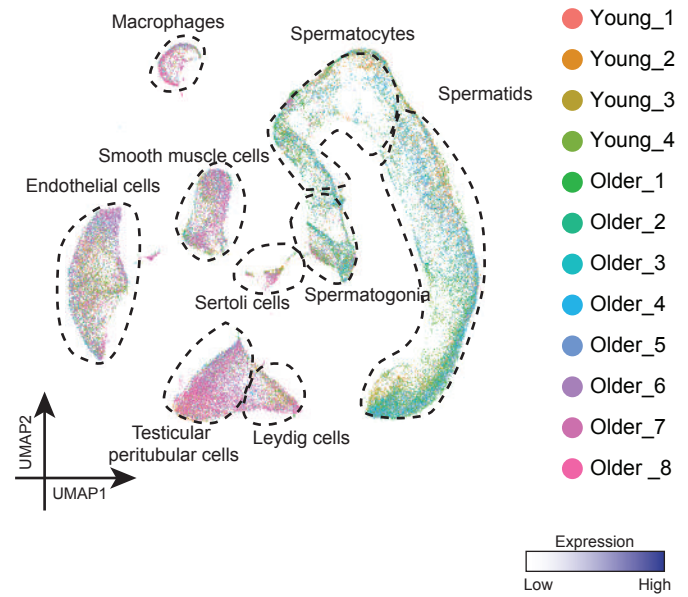 Macrophages
Spermatocytes
Spermatids
Smooth muscle cells
Endothelial cells
Sertoli cells
Spermatogonia
Testicular
peritubular cells
Leydig cells
UMAP2
UMAP1
Young_1
Young_2
Young_3
Young_4
Older_1
Older_2
Older_3
Older_4
Older_5
Older_6
Older_7
Older _8
Expression
Low High